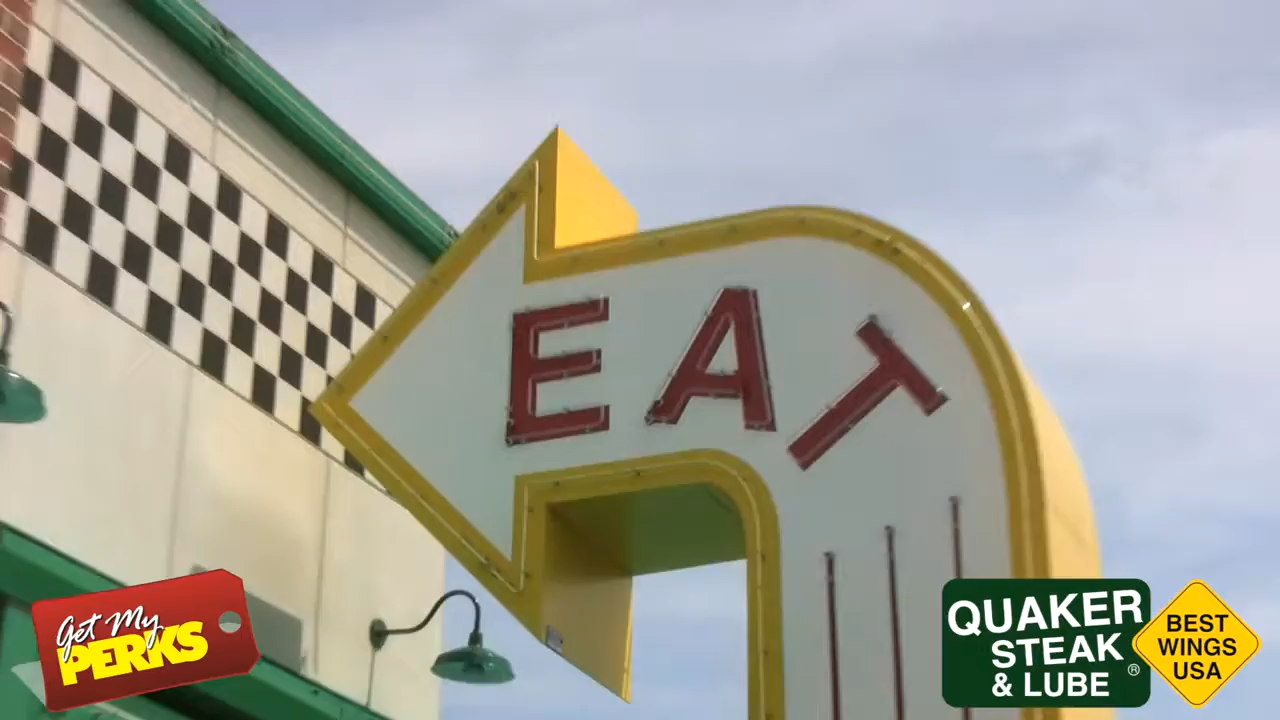 EAT
Get My
PERKS
QUAKER
STEAK
& LUBE®
BEST
WINGS
USA